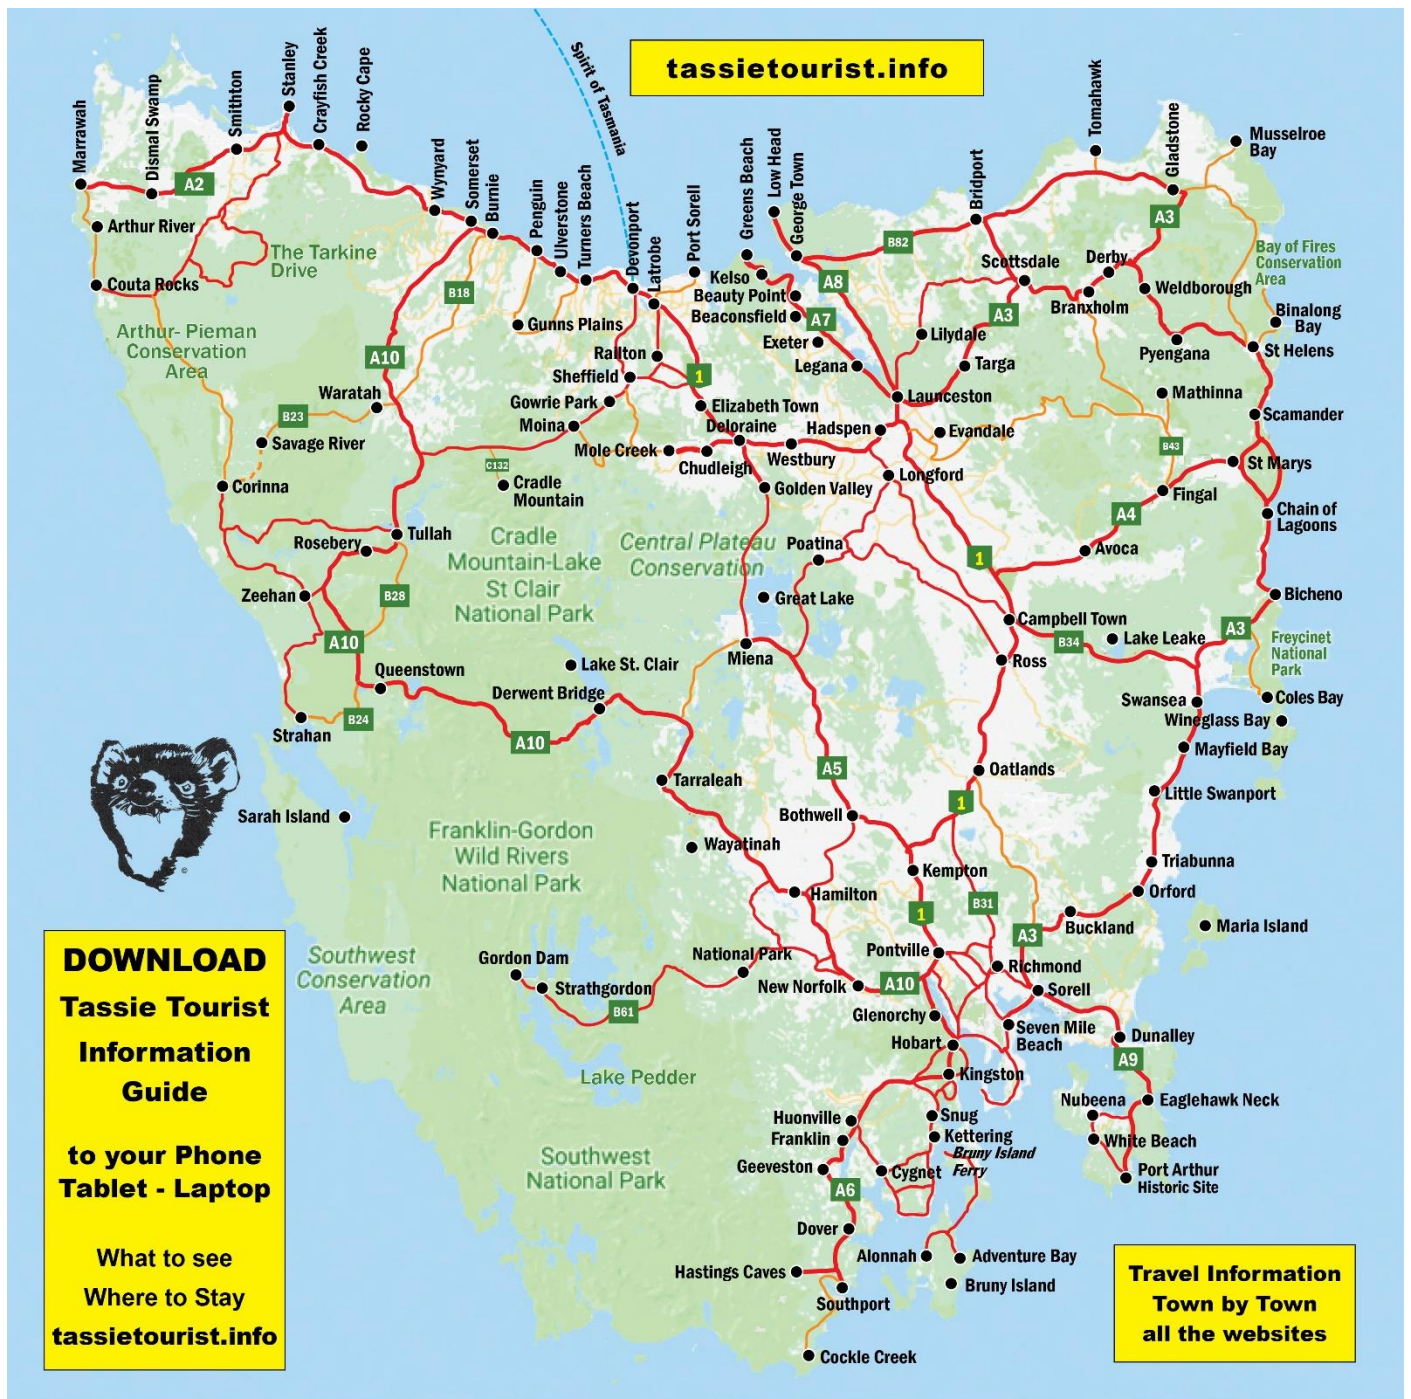 tassietourist.info
Spirit of Tasmania
Marrawah
Dismal Swamp
Smithton
Stanley
Crayfish Creek
Rocky Cape
Wynyard
Somerset
Burnie
Penguin
Ulverstone
Turners Beach
Devonport
Latrobe
Port Sorell
Greens Beach
Low Head
George Town
Bridport
Tomahawk
Gladstone
Musselroe
Bay
A2
Arthur River
The Tarkine
Drive
Couta Rocks
Arthur- Pieman
Conservation
Area
B18
Gunns Plains
A10
Railton
Sheffield
1
Gowrie Park
Elizabeth Town
Waratah
B23
Savage River
Moina
Mole Creek
Deloraine
Chudleigh
Westbury
Hadspen
C132
Cradle
Mountain
Corinna
Golden Valley
Kelso
Beauty Point
Beaconsfield
A7
A8
Exeter
Legana
B82
A3
Scottsdale
Derby
Bay of Fires
Conservation
Area
Weldborough
Branxholm
A3
Binalong
Bay
Lilydale
Pyengana
St Helens
Targa
Mathinna
Launceston
Scamander
Evandale
B43
St Marys
Longford
Fingal
Chain of
Lagoons
A4
Avoca
Tullah
Rosebery
Cradle
Mountain-Lake
St Clair
National Park
Central Plateau
Conservation
Poatina
1
Zeehan
B28
Great Lake
Campbell Town
Bicheno
A10
Miena
B34
Lake Leake
A3
Freycinet
National
Park
Ross
Queenstown
Lake St. Clair
Derwent Bridge
Swansea
Coles Bay
Wineglass Bay
B24
Strahan
A10
Mayfield Bay
Tarraleah
A5
Oatlands
Little Swanport
1
Sarah Island
Bothwell
Franklin-Gordon
Wild Rivers
National Park
Wayatinah
Kempton
Triabunna
Hamilton
Orford
B31
1
Buckland
Maria Island
A3
Southwest
Conservation
Area
Gordon Dam
Strathgordon
National Park
Pontville
Richmond
New Norfolk
A10
Sorell
B61
Glenorchy
Seven Mile
Beach
Dunalley
Hobart
A9
Lake Pedder
Kingston
Nubeena
Eaglehawk Neck
Huonville
Snug
Franklin
Kettering
Bruny Island
Ferry
White Beach
Southwest
National Park
Geeveston
Cygnet
Port Arthur
Historic Site
A6
Dover
Alonnah
Adventure Bay
Hastings Caves
Bruny Island
Southport
Cockle Creek
©
DOWNLOAD
Tassie Tourist
Information
Guide
to your Phone
Tablet - Laptop
What to see
Where to Stay
tassietourist.info
Travel Information
Town by Town
all the websites